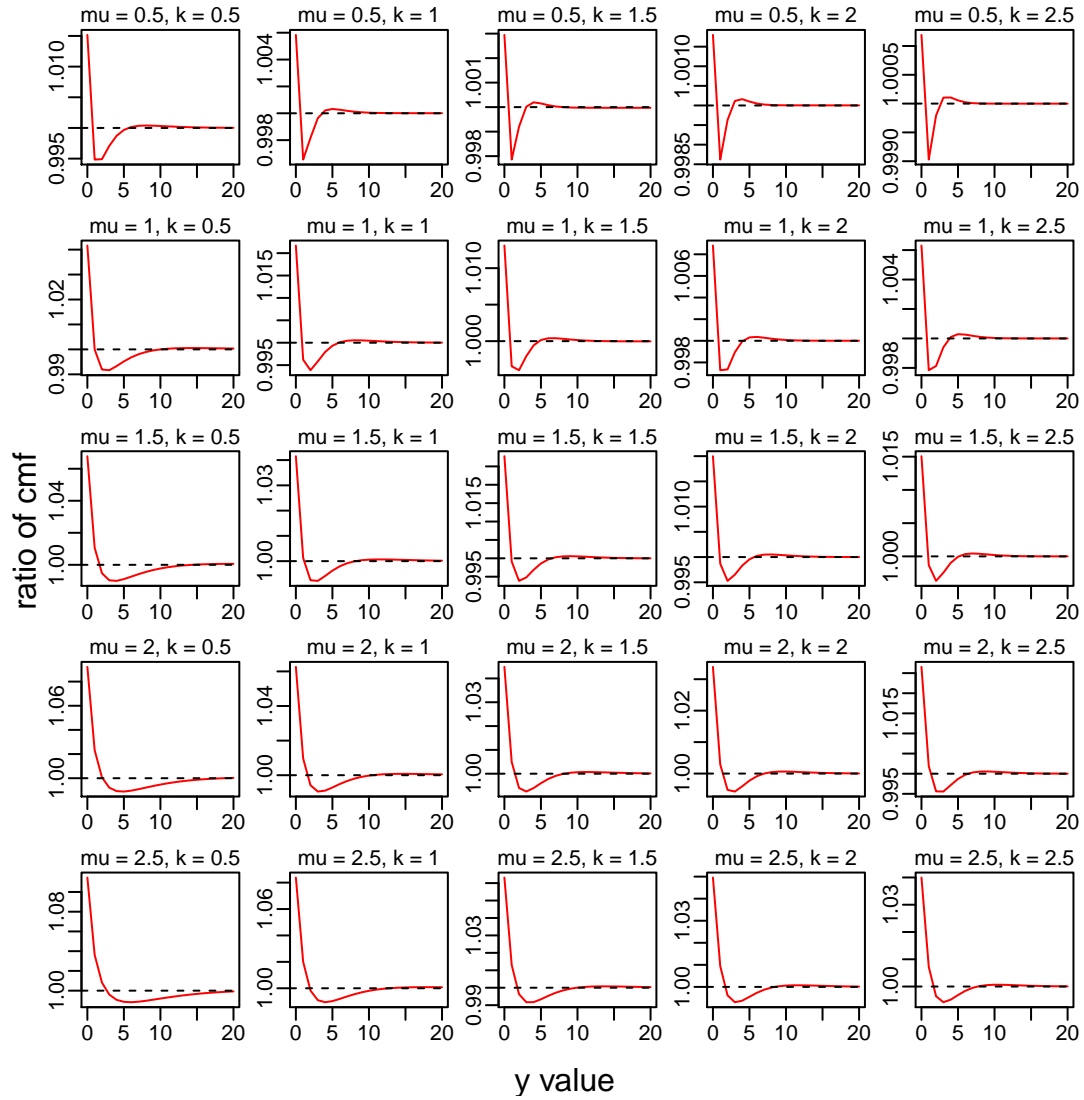 mu = 0.5, k = 0.5
mu = 0.5, k = 1
mu = 0.5, k = 1.5
mu = 0.5, k = 2
mu = 0.5, k = 2.5
0.995 1.010
0.998 1.004
0.998 1.001
0.9985 1.0010
0.9990 1.0005
0 5 10 20
0 5 10 20
0 5 10 20
0 5 10 20
0 5 10 20
mu = 1, k = 0.5
mu = 1, k = 1
mu = 1, k = 1.5
mu = 1, k = 2
mu = 1, k = 2.5
0.99 1.02
0.995 1.015
1.000 1.010
0.998 1.006
0.998 1.004
0 5 10 20
0 5 10 20
0 5 10 20
0 5 10 20
0 5 10 20
mu = 1.5, k = 0.5
mu = 1.5, k = 1
mu = 1.5, k = 1.5
mu = 1.5, k = 2
mu = 1.5, k = 2.5
1.00 1.04
1.00 1.03
0.995 1.015
0.995 1.010
1.000 1.015
0 5 10 20
0 5 10 20
0 5 10 20
0 5 10 20
0 5 10 20
ratio of cmf
mu = 2, k = 0.5
mu = 2, k = 1
mu = 2, k = 1.5
mu = 2, k = 2
mu = 2, k = 2.5
1.00 1.06
1.00 1.04
1.00 1.03
1.00 1.02
0.995 1.015
0 5 10 20
0 5 10 20
0 5 10 20
0 5 10 20
0 5 10 20
mu = 2.5, k = 0.5
mu = 2.5, k = 1
mu = 2.5, k = 1.5
mu = 2.5, k = 2
mu = 2.5, k = 2.5
1.00 1.08
1.00 1.06
0.99 1.03
1.00 1.03
1.00 1.03
0 5 10 20
0 5 10 20
0 5 10 20
0 5 10 20
0 5 10 20
y value